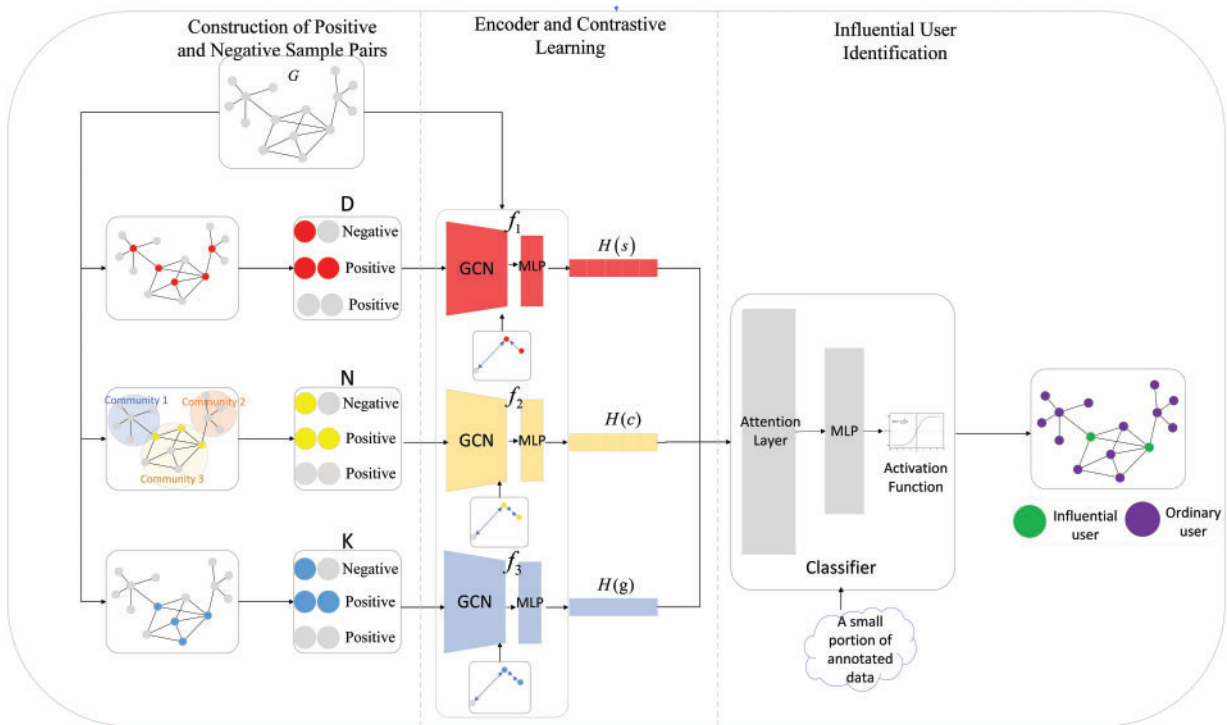 Construction of Positive
and Negative Sample Pairs
Encoder and Contrastive
Learning
Influential User
Identification
G
D
Negative
Positive
Positive
f1
GCN
MLP
H(s)
Community 1
Community 2
Community 3
N
Negative
Positive
Positive
f2
GCN
MLP
H(c)
K
Negative
Positive
Positive
f3
GCN
MLP
H(g)
Attention
Layer
MLP
Activation
Function
Classifier
A small
portion of
annotated
data
Influential
user
Ordinary
user